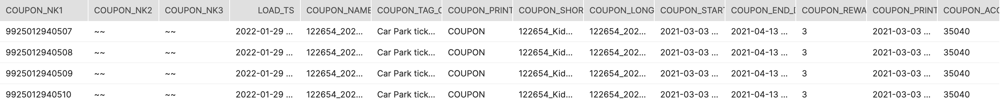 COUPON_NK1 COUPON_NK2 COUPON_NK3 LOAD_TS COUPON_NAME COUPON_TAG_C COUPON_PRINT COUPON_SHOR COUPON_LONG COUPON_START COUPON_END_D COUPON_REWA COUPON_PRINT COUPON_ACC
9925012940507 ~~ ~~ 2022-01-29 ... 122654_202... Car Park tick... COUPON 122654_Kid... 122654_202... 2021-03-03 ... 2021-04-13 ... 3 2021-03-03 ... 35040
9925012940508 ~~ ~~ 2022-01-29 ... 122654_202... Car Park tick... COUPON 122654_Kid... 122654_202... 2021-03-03 ... 2021-04-13 ... 3 2021-03-03 ... 35040
9925012940509 ~~ ~~ 2022-01-29 ... 122654_202... Car Park tick... COUPON 122654_Kid... 122654_202... 2021-03-03 ... 2021-04-13 ... 3 2021-03-03 ... 35040
9925012940510 ~~ ~~ 2022-01-29 ... 122654_202... Car Park tick... COUPON 122654_Kid... 122654_202... 2021-03-03 ... 2021-04-13 ... 3 2021-03-03 ... 35040